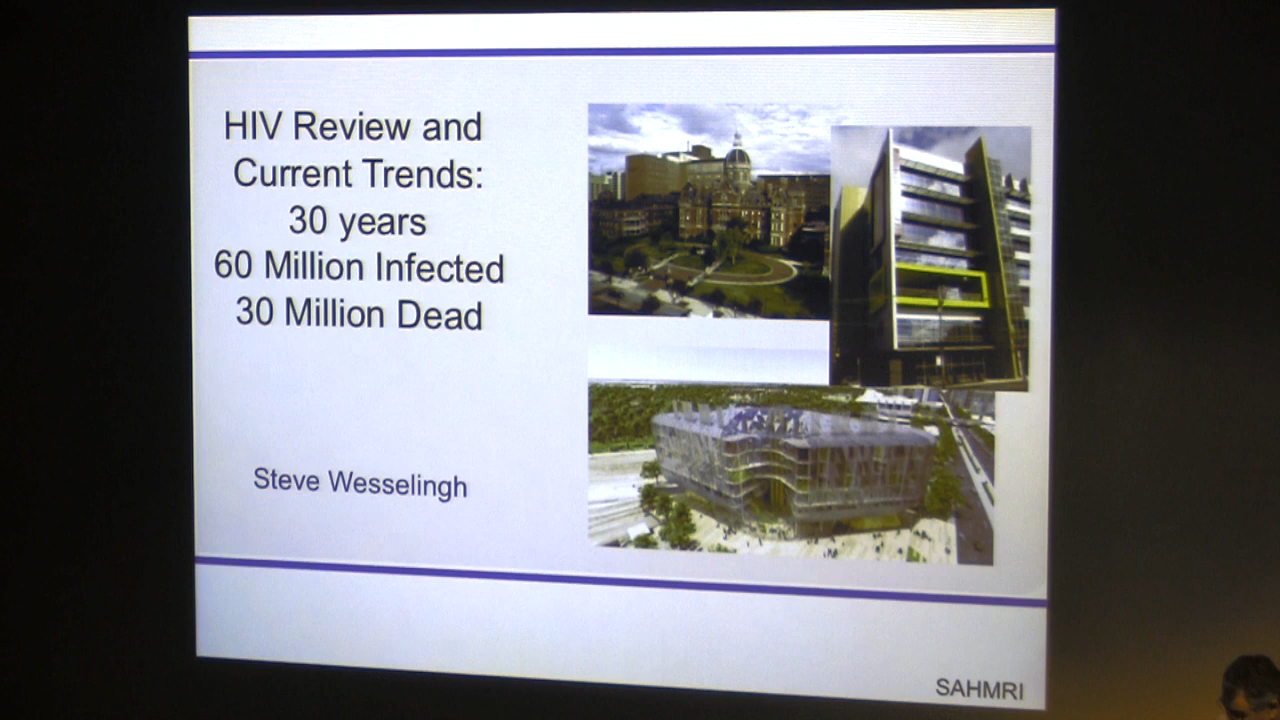 HIV Review and
Current Trends:
30 years
60 Million Infected
30 Million Dead
Steve Wesselingh
SAHMRI